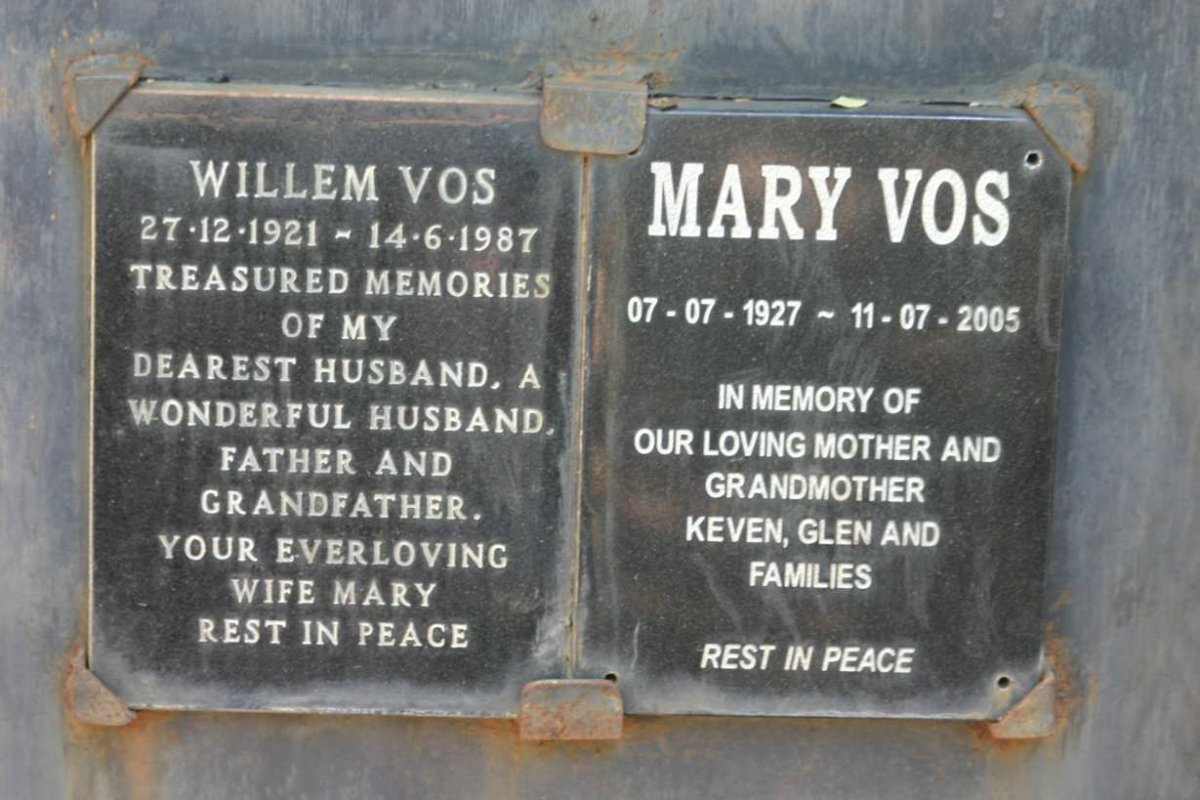 WILLEM VOS
27·12·1921 ~ 14·6·1987
TREASURED MEMORIES
OF MY
DEAREST HUSBAND, A
WONDERFUL HUSBAND,
FATHER AND
GRANDFATHER.
YOUR EVERLOVING
WIFE MARY
REST IN PEACE
MARY VOS
07 - 07 - 1927 ~ 11 - 07 - 2005
IN MEMORY OF
OUR LOVING MOTHER AND
GRANDMOTHER
KEVEN, GLEN AND
FAMILIES
REST IN PEACE